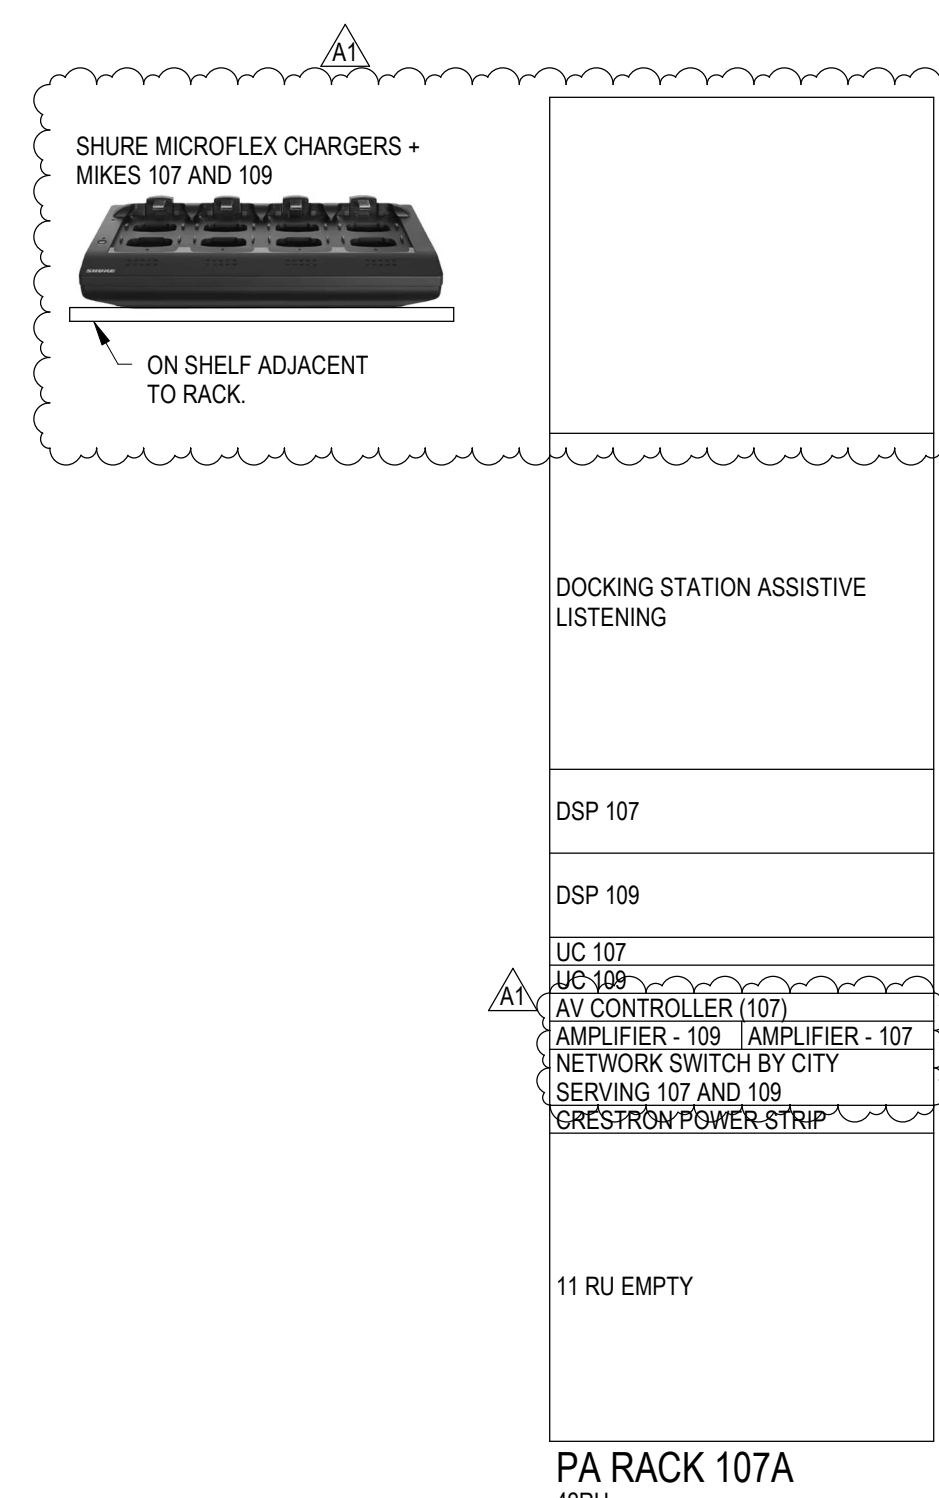 A1
SHURE MICROFLEX CHARGERS +
MIKES 107 AND 109
SHURE
ON SHELF ADJACENT
TO RACK.
DOCKING STATION ASSISTIVE
LISTENING
DSP 107
DSP 109
UC 107
UC 109
A1
AV CONTROLLER (107)
AMPLIFIER - 109
AMPLIFIER - 107
NETWORK SWITCH BY CITY
SERVING 107 AND 109
CRESTRON POWER STRIP
11 RU EMPTY
PA RACK 107A